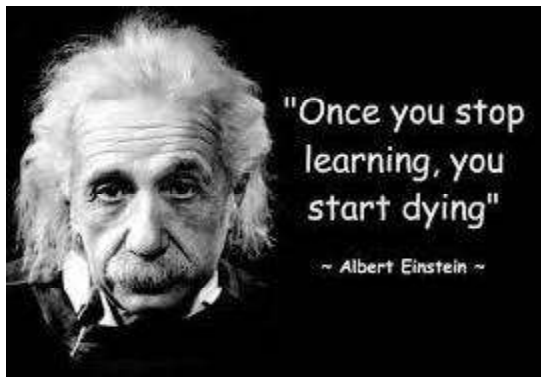 "Once you stop
learning, you
start dying"
~ Albert Einstein ~